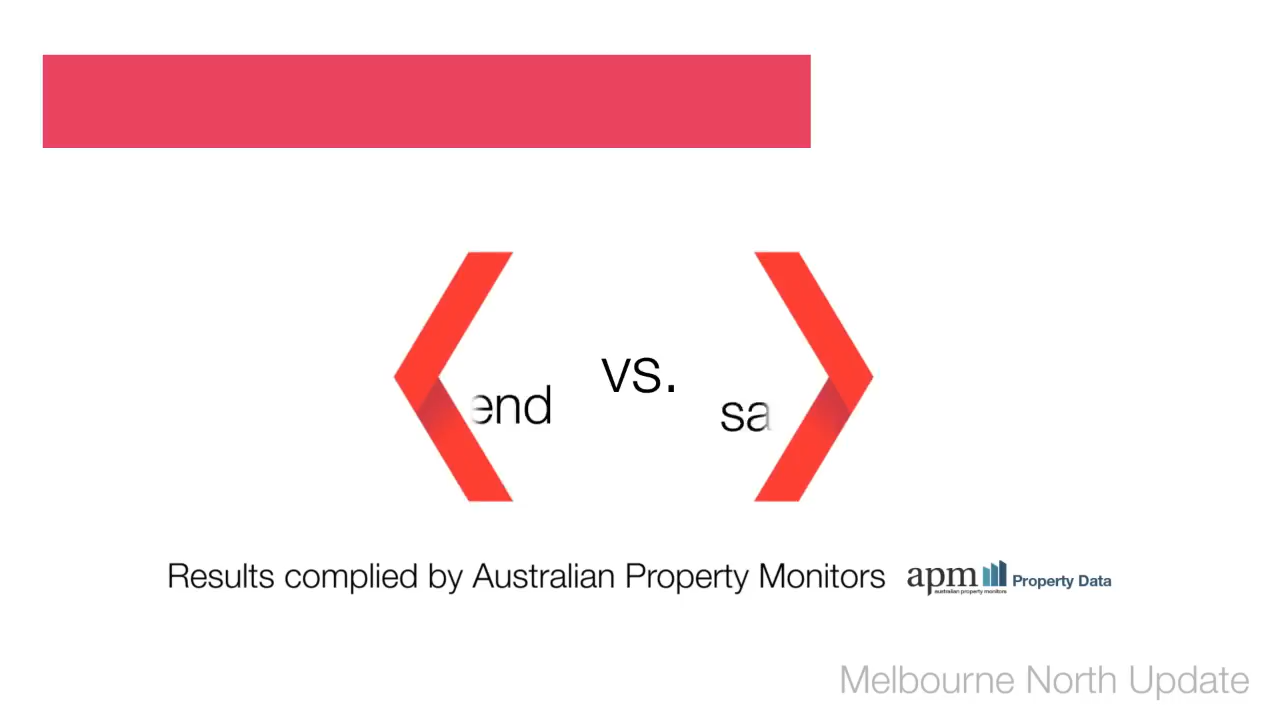 vs.
end
sa
Results complied by Australian Property Monitors
apm Property Data
australian property monitors
Melbourne North Update